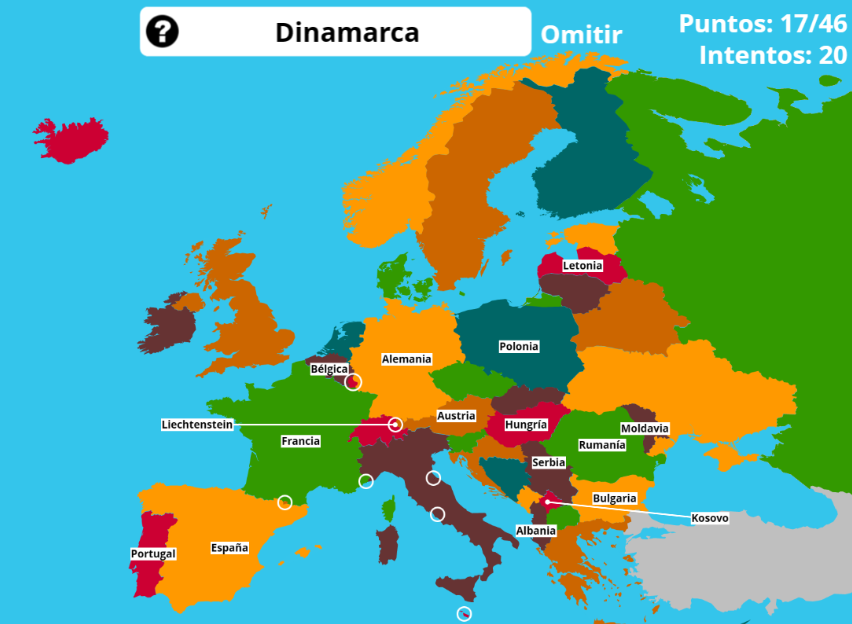 ?
Dinamarca
Omitir
Puntos: 17/46
Intentos: 20
Letonia
Polonia
Alemania
Bélgica
Austria
Liechtenstein
Hungría
Moldavia
Francia
Rumanía
Serbia
Bulgaria
Kosovo
Albania
España
Portugal